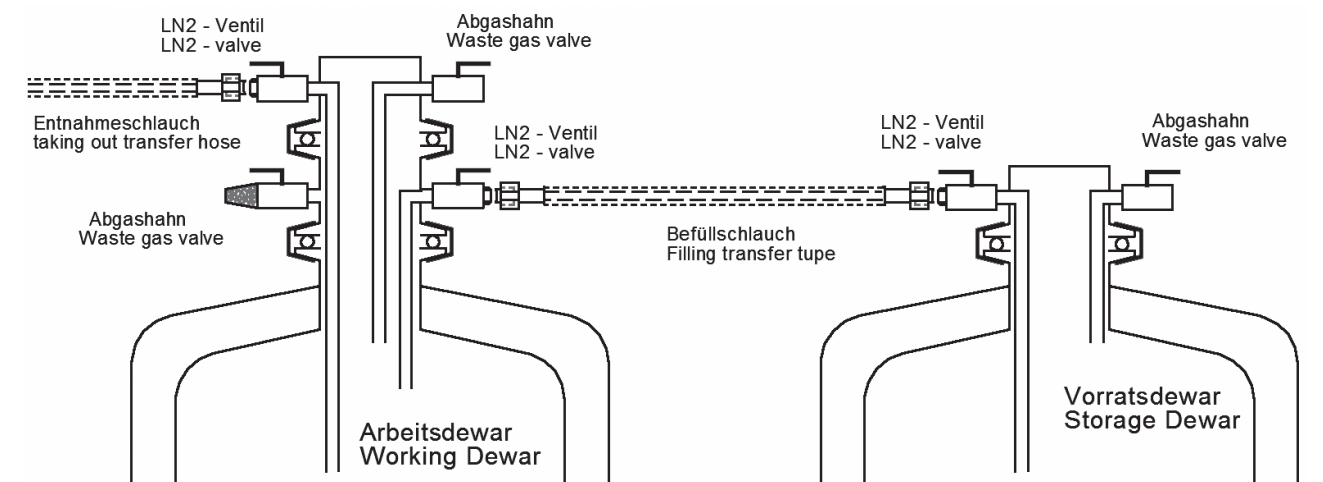 LN2 - Ventil
LN2 - valve
Abgashahn
Waste gas valve
Entnahmeschlauch
taking out transfer hose
LN2 - Ventil
LN2 - valve
LN2 - Ventil
LN2 - valve
Abgashahn
Waste gas valve
Abgashahn
Waste gas valve
Befüllschlauch
Filling transfer tupe
Arbeitsdewar
Working Dewar
Vorratsdewar
Storage Dewar